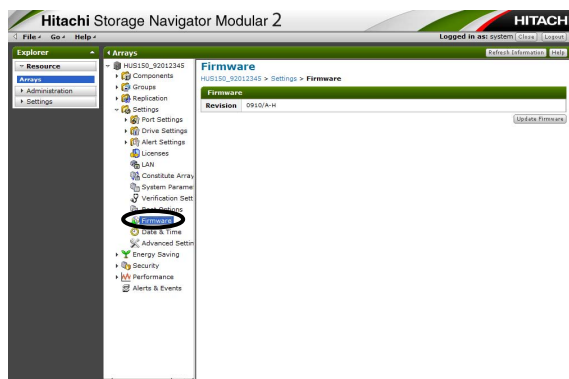 Hitachi Storage Navigator Modular 2
HITACH
File Go Help
Logged in as: system Close Logout
Explorer
Arrays
Refresh Information Help
Resource
Arrays
Administration
Settings
HUS150_92012345
Components
Groups
Replication
Settings
Port Settings
Drive Settings
Alert Settings
Licenses
LAN
Constitute Array
System Parame
Verification Sett
Options
Firmware
Date & Time
Advanced Settin
Energy Saving
Security
Performance
Alerts & Events
Firmware
HUS150_92012345 > Settings > Firmware
Firmware
Revision 0910/A-H
Update Firmware